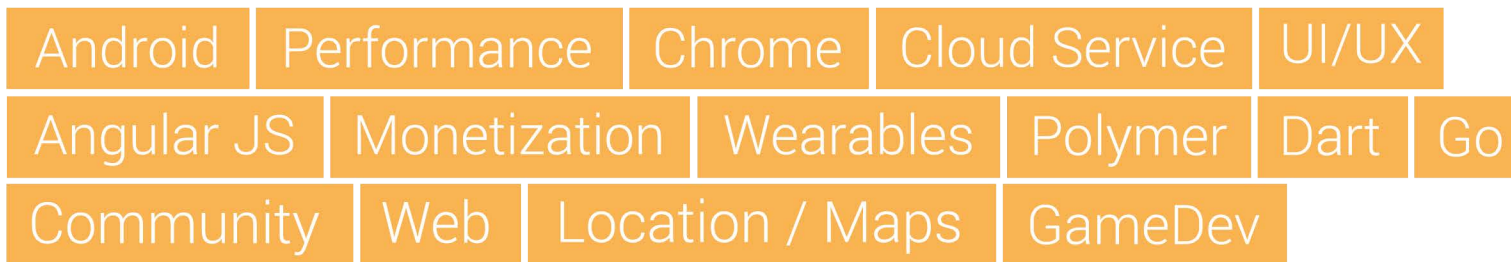 Android Performance Chrome Cloud Service UI/UX
Angular JS Monetization Wearables Polymer Dart Go
Community Web Location / Maps GameDev